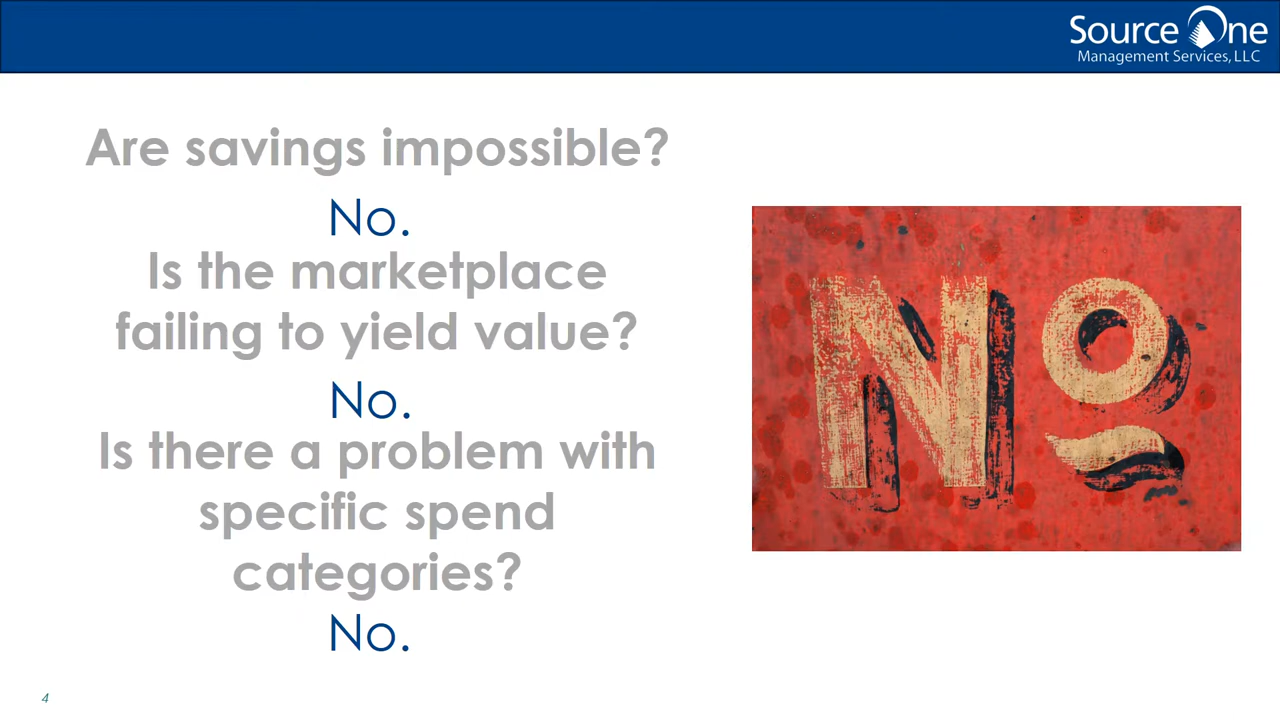 Source One
Management Services, LLC
Are savings impossible?
No.
Is the marketplace
failing to yield value?
No.
Is there a problem with
specific spend
categories?
No.
No
4